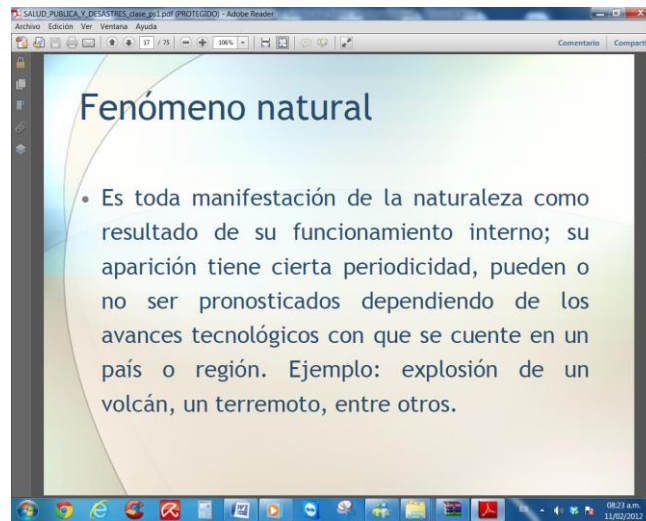 SALUD_PUBLICA_Y_DESASTRES_clase_ps1.pdf (PROTEGIDO) - Adobe Reader
Archivo Edición Ver Ventana Ayuda
17 / 75 106% Comentario Comparti
Fenómeno natural
• Es toda manifestación de la naturaleza como
resultado de su funcionamiento interno; su
aparición tiene cierta periodicidad, pueden o
no ser pronosticados dependiendo de los
avances tecnológicos con que se cuente en un
país o región. Ejemplo: explosión de un
volcán, un terremoto, entre otros.
08:23 a.m.
11/02/2012